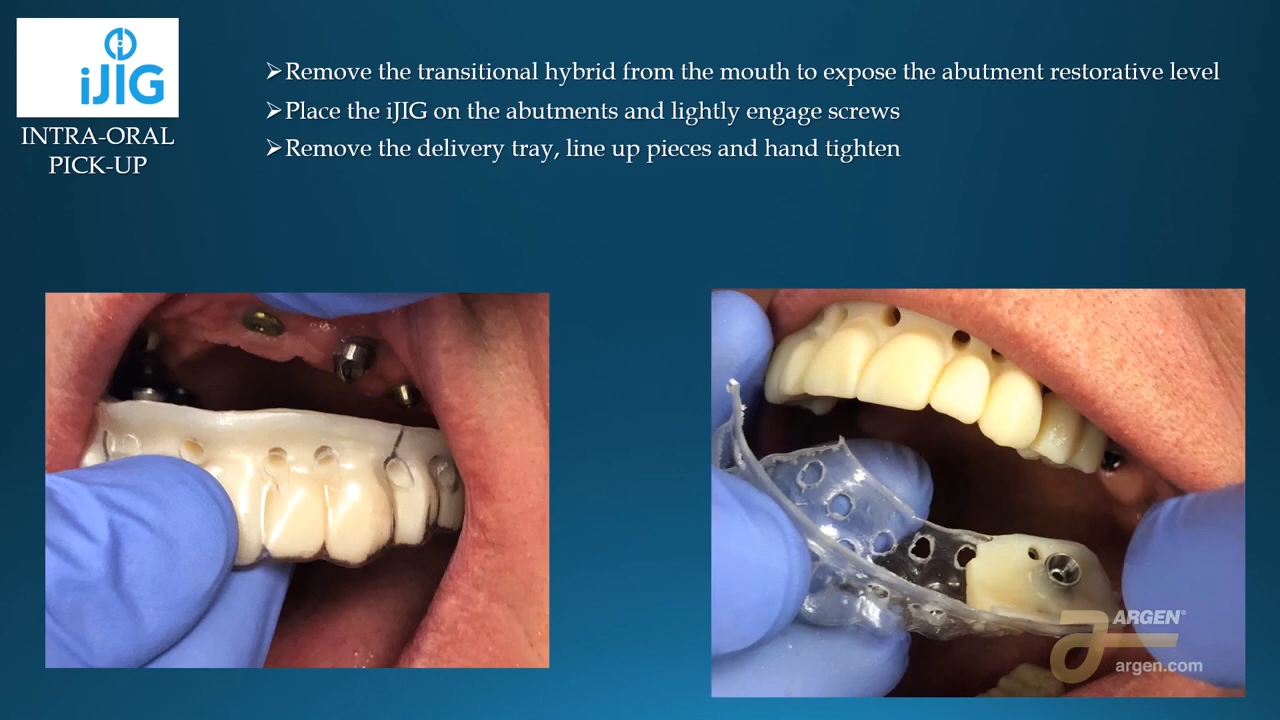 iJIG
INTRA-ORAL
PICK-UP
➢Remove the transitional hybrid from the mouth to expose the abutment restorative level
➢Place the iJIG on the abutments and lightly engage screws
➢Remove the delivery tray, line up pieces and hand tighten
ARGEN®
argen.com